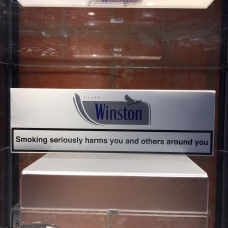 SILVER
Winston
Smoking seriously harms you and others around you